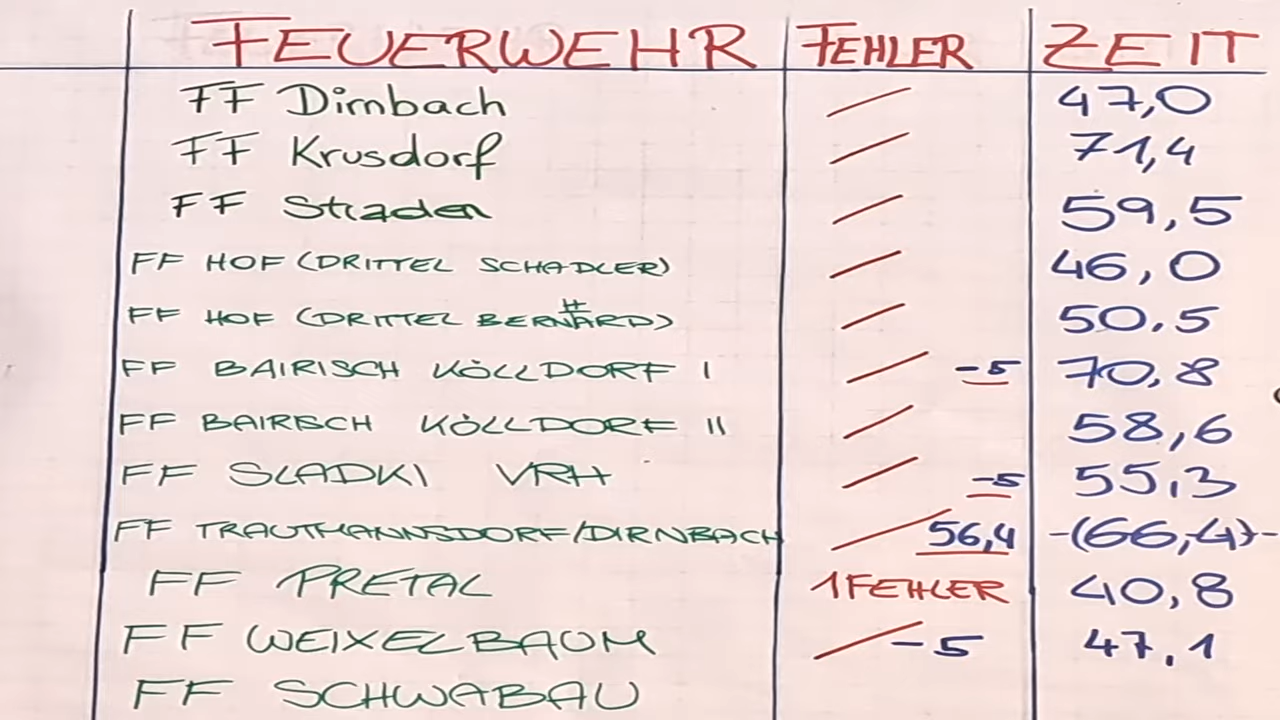 FEUERWEHR FEHLER ZEIT
FF Dirnbach / 47,0
FF Krusdorf / 71,4
FF Straden / 59,5
FF HOF (DRITTEL SCHADLER) / 46,0
FF HOF (DRITTEL BERNHARD) / 50.5
FF BAIRISCH KÖLLDORF I / -5 70,8
FF BAIRISCH KÖLLDORF II / 58,6
FF SLADKI VRH / -5 55,3
FF TRAUTMANNSDORF/DIRNBACH / 56,4 -(66,4)-
FF PRETAL 1 FEHLER 40,8
FF WEIXELBAUM / -5 47,1
FF SCHWABAU